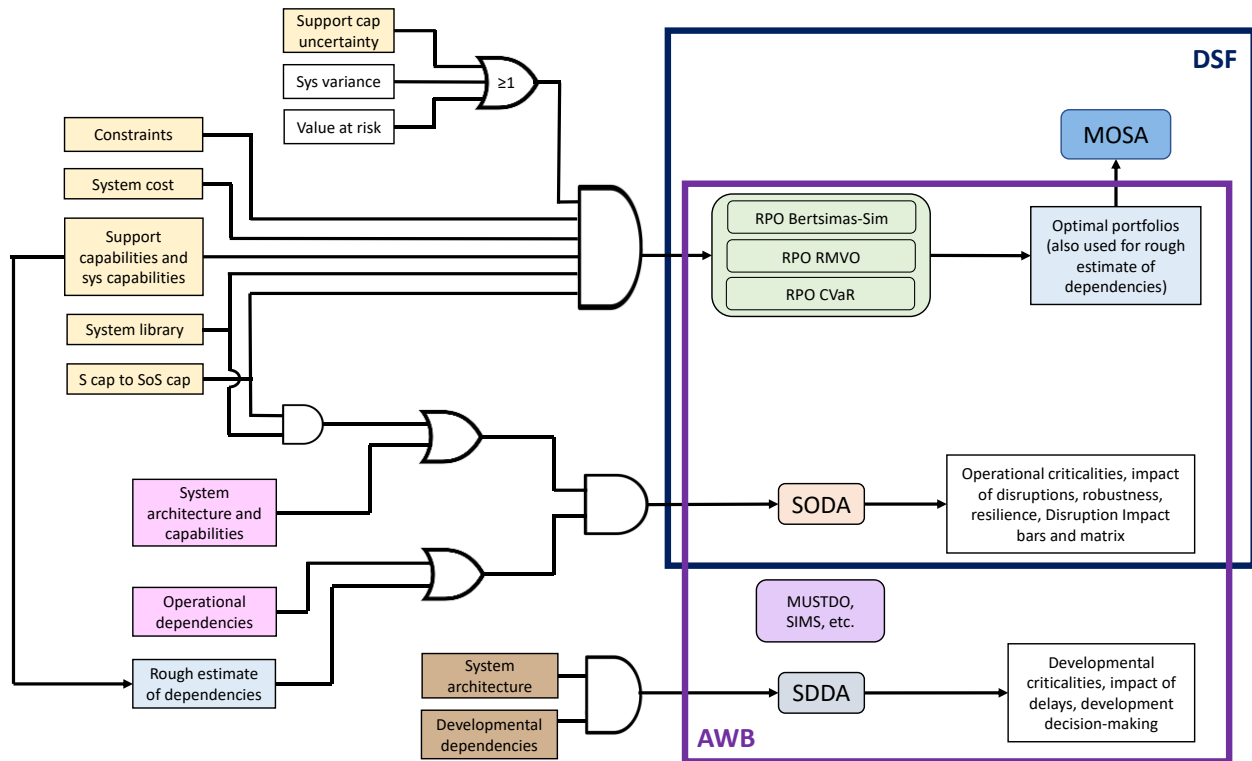 Support cap
uncertainty
DSF
Sys variance
≥1
Value at risk
Constraints
MOSA
System cost
RPO Bertsimas-Sim
RPO RMVO
RPO CVaR
Optimal portfolios
(also used for rough
estimate of
dependencies)
Support
capabilities and
sys capabilities
System library
S cap to SoS cap
System
architecture and
capabilities
SODA
Operational criticalities, impact
of disruptions, robustness,
resilience, Disruption Impact
bars and matrix
Operational
dependencies
MUSTDO,
SIMS, etc.
Rough estimate
of dependencies
System
architecture
Developmental
dependencies
SDDA
Developmental
criticalities, impact of
delays, development
decision-making
AWB